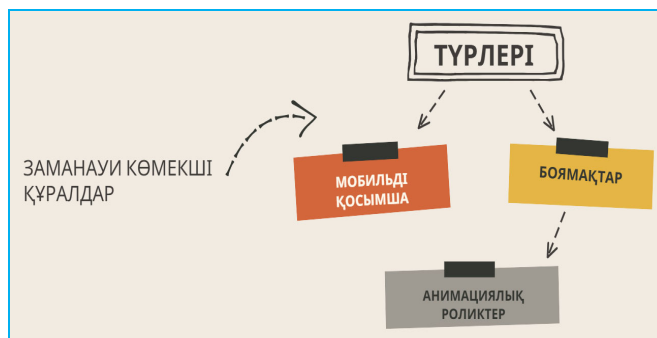 ТҮРЛЕРІ
ЗАМАНАУИ КӨМЕКШІ
ҚҰРАЛДАР
МОБИЛЬДІ
ҚОСЫМША
БОЯМАҚТАР
АНИМАЦИЯЛЫҚ
РОЛИКТЕР